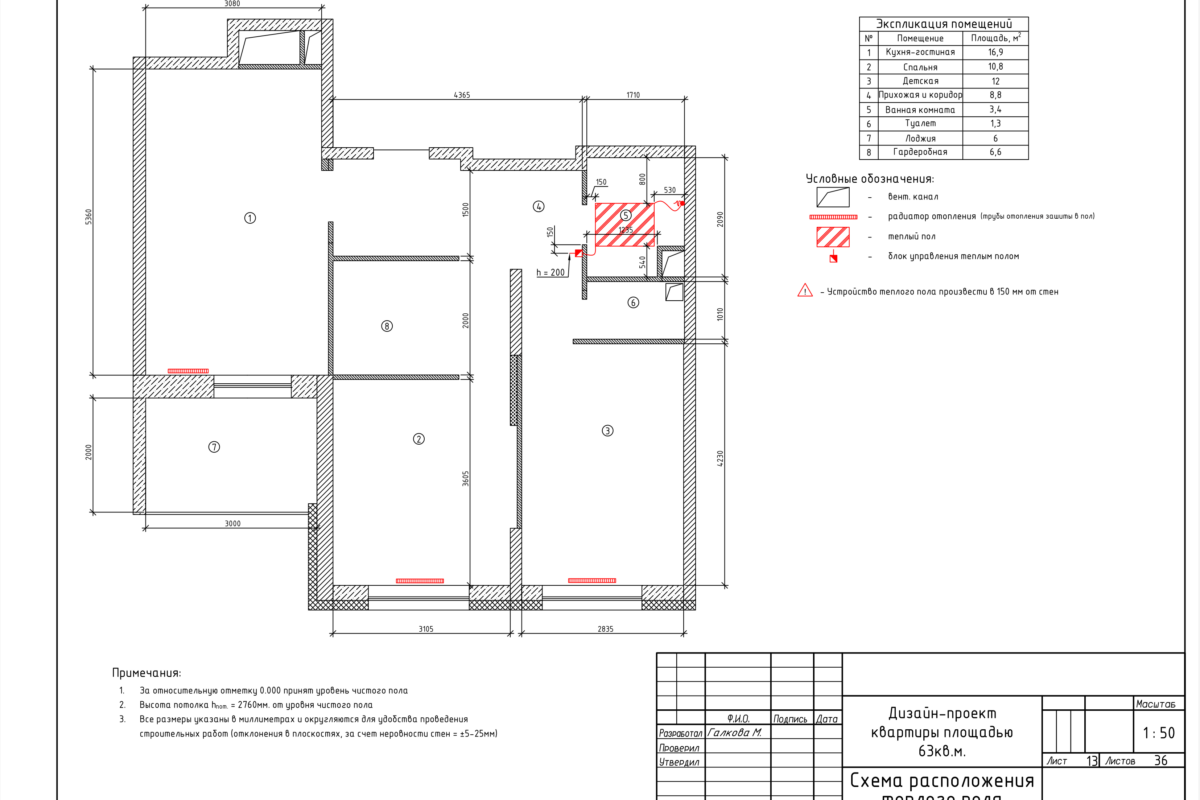 3080
Экспликация помещений
№ Помещение Площадь, м²
1 Кухня-гостиная 16,9
2 Спальня 10,8
3 Детская 12
4 Прихожая и коридор 8,8
5 Ванная комната 3,4
6 Туалет 1,3
7 Лоджия 6
8 Гардеробная 6,6
Условные обозначения:
- вент. канал
- радиатор отопления (трубы отопления зашиты в пол)
- теплый пол
- блок управления теплым полом
! - Устройство теплого пола произвести в 150 мм от стен
4365
1710
150
800
530
5360
1
1500
4
5
2090
150
1235
540
h = 200
6
8
2000
1010
2
3
7
2000
3605
4230
3000
3105
2835
Примечания:
1. За относительную отметку 0.000 принят уровень чистого пола
2. Высота потолка hпот. = 2760мм. от уровня чистого пола
3. Все размеры указаны в миллиметрах и округляются для удобства проведения
строительных работ (отклонения в плоскостях, за счет неровности стен = ±5-25мм)
Ф.И.О. Подпись Дата
Разработал Галкова М.
Проверил
Утвердил
Дизайн-проект
квартиры площадью
63кв.м.
Масштаб
1 : 50
Лист 13 Листов 36
Схема расположения
теплого пола